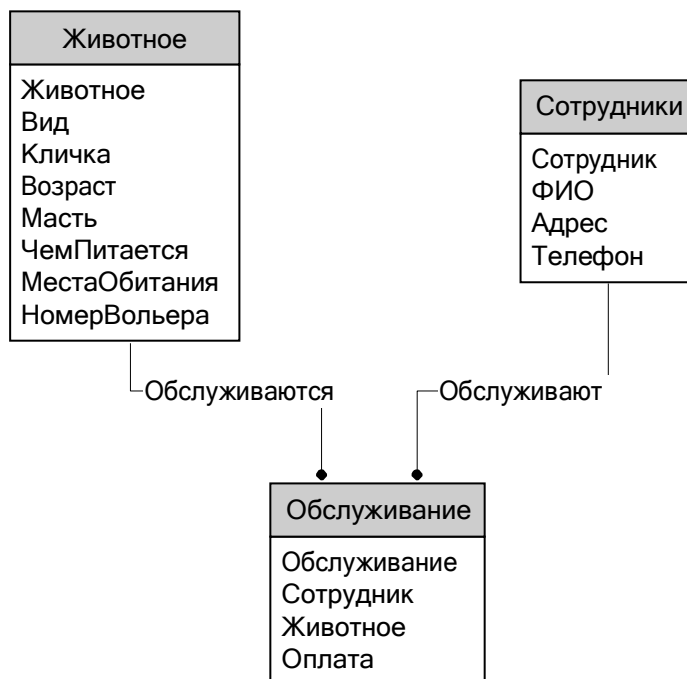 Животное
Животное
Вид
Кличка
Возраст
Масть
ЧемПитается
МестаОбитания
НомерВольера
Сотрудники
Сотрудник
ФИО
Адрес
Телефон
Обслуживаются
Обслуживают
Обслуживание
Обслуживание
Сотрудник
Животное
Оплата